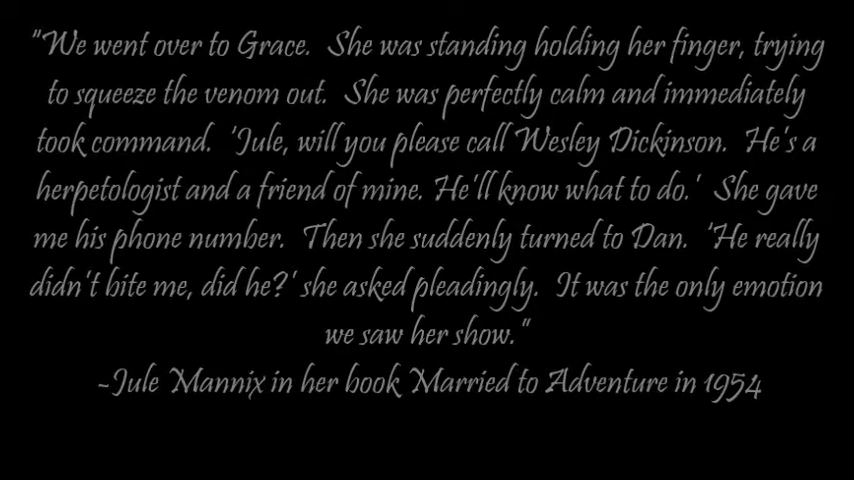 "We went over to Grace. She was standing holding her finger, trying
to squeeze the venom out. She was perfectly calm and immediately
took command. 'Jule, will you please call Wesley Dickinson. He's a
herpetologist and a friend of mine. He'll know what to do.' She gave
me his phone number. Then she suddenly turned to Dan. 'He really
didn't bite me, did he?' she asked pleadingly. It was the only emotion
we saw her show."
-Jule Mannix in her book Married to Adventure in 1954